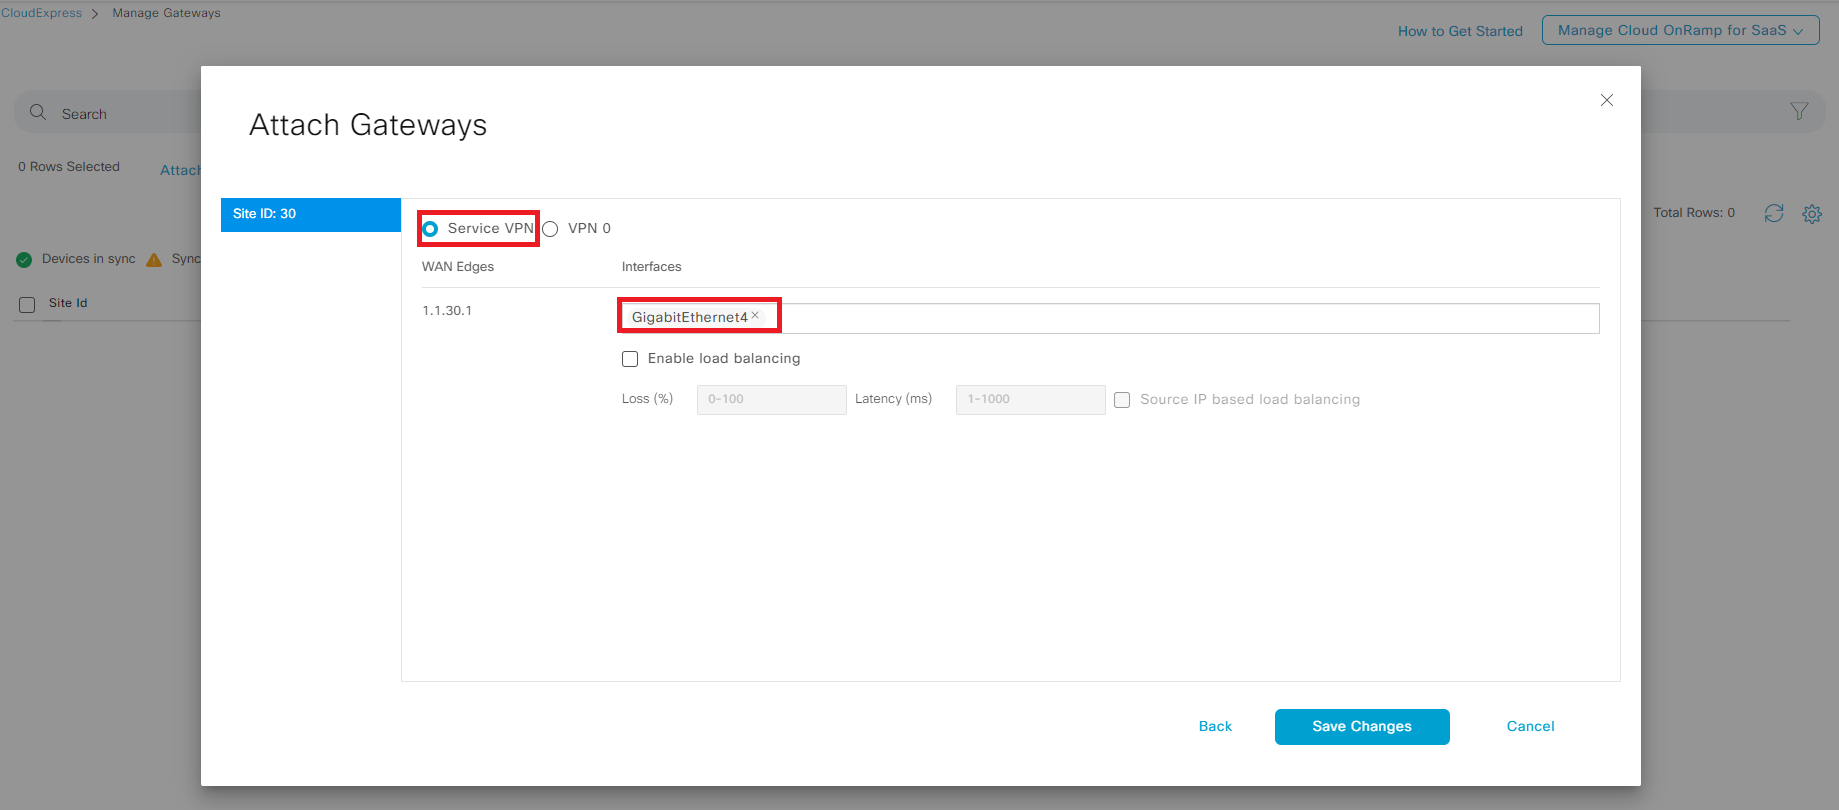 CloudExpress > Manage Gateways
How to Get Started
Manage Cloud OnRamp for SaaS
Search
Attach Gateways
0 Rows Selected
Attach
Site ID: 30
Total Rows: 0
Service VPN
VPN 0
Devices in sync
Sync
WAN Edges
Interfaces
Site Id
1.1.30.1
GigabitEthernet4
Enable load balancing
Loss (%)
0-100
Latency (ms)
1-1000
Source IP based load balancing
Back
Save Changes
Cancel